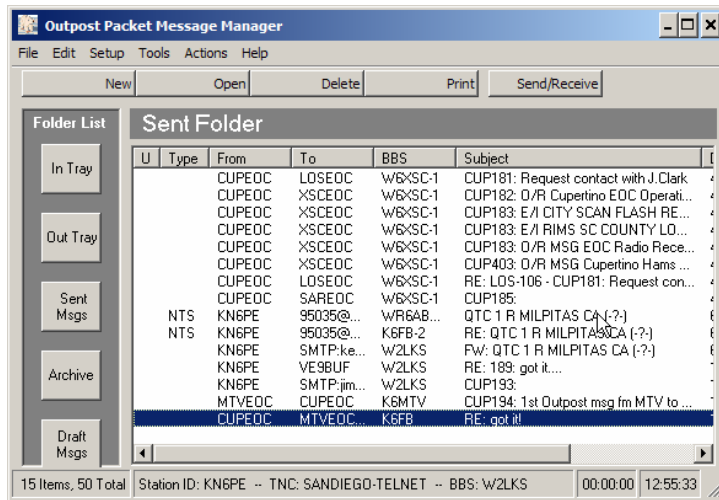 Outpost Packet Message Manager
File Edit Setup Tools Actions Help
New Open Delete Print Send/Receive
Folder List
Sent Folder
In Tray
Out Tray
Sent Msgs
Archive
Draft Msgs
U Type From To BBS Subject
CUPEOC LOSEOC W6XSC-1 CUP181: Request contact with J.Clark
CUPEOC XSCEOC W6XSC-1 CUP182: O/R Cupertino EOC Operati...
CUPEOC XSCEOC W6XSC-1 CUP183: E/I CITY SCAN FLASH RE...
CUPEOC XSCEOC W6XSC-1 CUP183: E/I RIMS SC COUNTY LO...
CUPEOC XSCEOC W6XSC-1 CUP183: O/R MSG EOC Radio Rece...
CUPEOC XSCEOC W6XSC-1 CUP403: O/R MSG Cupertino Hams ...
CUPEOC LOSEOC W6XSC-1 RE: LOS-106 - CUP181: Request con...
CUPEOC SAREOC W6XSC-1 CUP185:
NTS KN6PE 95035@... WR6AB... QTC 1 R MILPITAS CA (-?-)
NTS KN6PE 95035@... K6FB-2 RE: QTC 1 R MILPITAS CA (-?-)
KN6PE SMTP:ke... W2LKS FW: QTC 1 R MILPITAS CA (-?-)
KN6PE VE9BUF W2LKS RE: 189: got it....
KN6PE SMTP:jim... W2LKS CUP193:
MTVEOC CUPEOC K6MTV CUP194: 1st Outpost msg fm MTV to ...
CUPEOC MTVEOC... K6FB RE: got it!
15 Items, 50 Total Station ID: KN6PE -- TNC: SANDIEGO-TELNET -- BBS: W2LKS 00:00:00 12:55:33